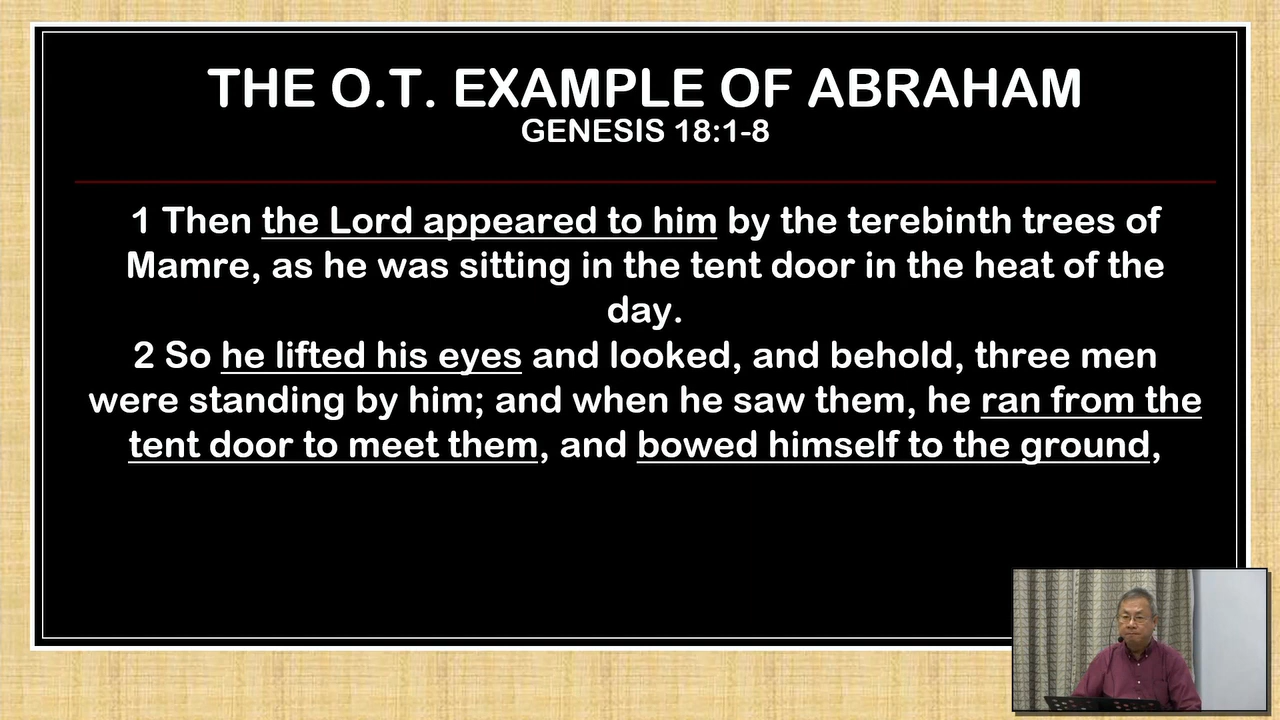 THE O.T. EXAMPLE OF ABRAHAM
GENESIS 18:1-8
1 Then the Lord appeared to him by the terebinth trees of
Mamre, as he was sitting in the tent door in the heat of the
day.
2 So he lifted his eyes and looked, and behold, three men
were standing by him; and when he saw them, he ran from the
tent door to meet them, and bowed himself to the ground,